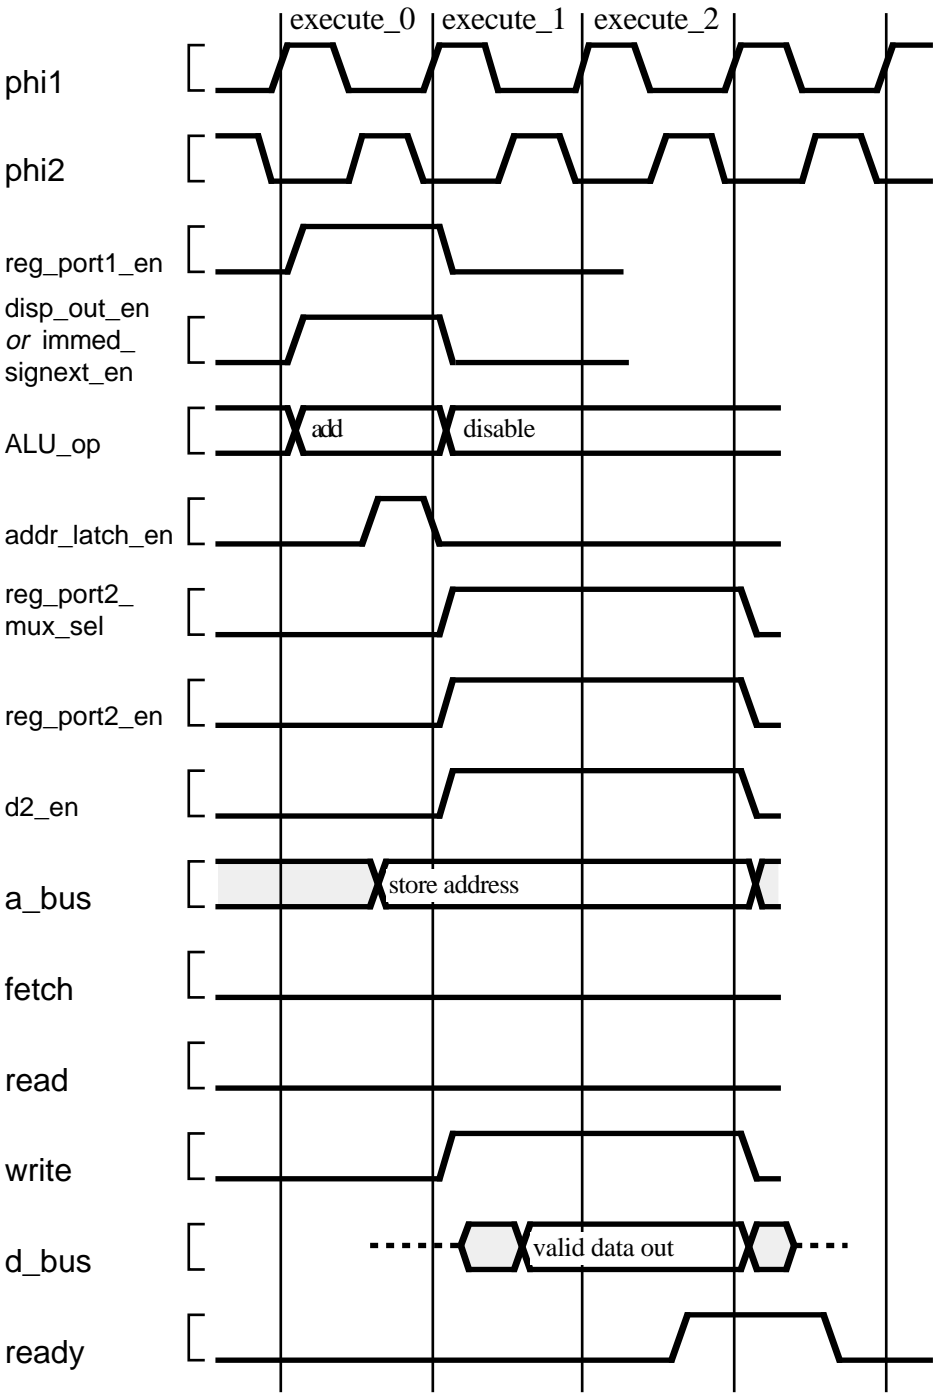 execute_0 execute_1 execute_2
phi1
phi2
reg_port1_en
disp_out_en
or immed_
signext_en
ALU_op add disable
addr_latch_en
reg_port2_
mux_sel
reg_port2_en
d2_en
a_bus store address
fetch
read
write
d_bus valid data out
ready